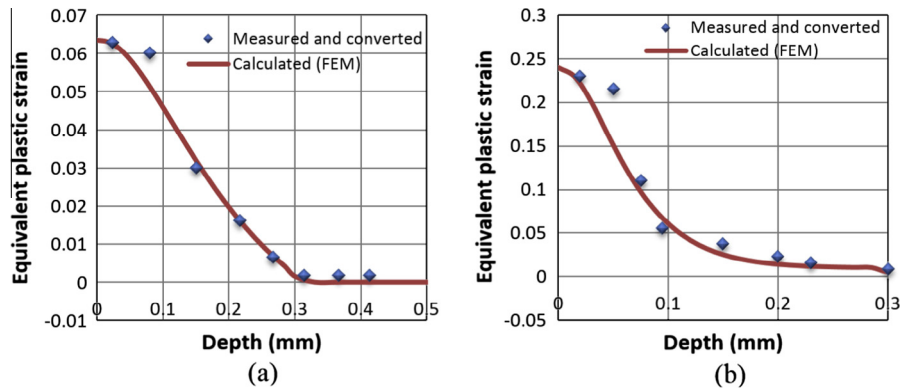 0.07
0.06
0.05
0.04
0.03
0.02
0.01
0
-0.01
Equivalent plastic strain
Measured and converted
Calculated (FEM)
0
0.1
0.2
0.3
0.4
0.5
Depth (mm)
(a)
0.3
0.25
0.2
0.15
0.1
0.05
0
-0.05
Equivalent plastic strain
Measured and converted
Calculated (FEM)
0
0.1
0.2
0.3
Depth (mm)
(b)